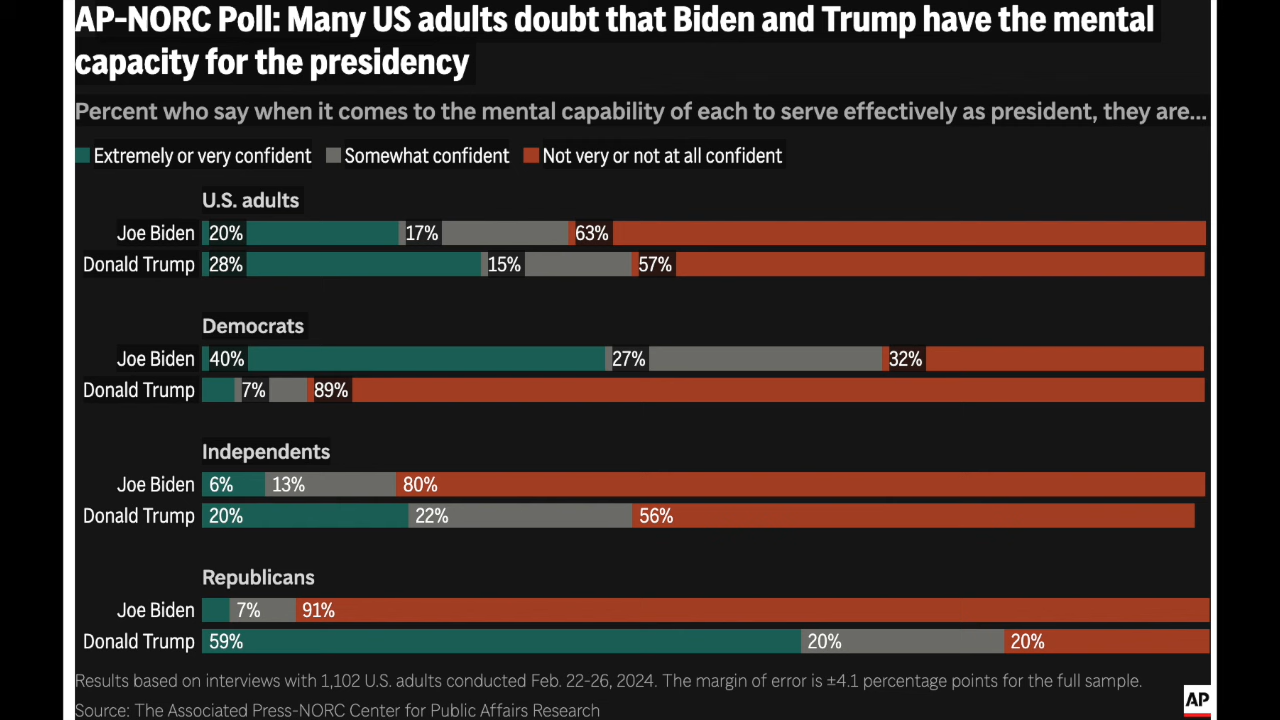 AP-NORC Poll: Many US adults doubt that Biden and Trump have the mental
capacity for the presidency
Percent who say when it comes to the mental capability of each to serve effectively as president, they are...
Extremely or very confident Somewhat confident Not very or not at all confident
U.S. adults
Joe Biden 20% 17% 63%
Donald Trump 28% 15% 57%
Democrats
Joe Biden 40% 27% 32%
Donald Trump 7% 89%
Independents
Joe Biden 6% 13% 80%
Donald Trump 20% 22% 56%
Republicans
Joe Biden 7% 91%
Donald Trump 59% 20% 20%
Results based on interviews with 1,102 U.S. adults conducted Feb. 22-26, 2024. The margin of error is ±4.1 percentage points for the full sample.
Source: The Associated Press-NORC Center for Public Affairs Research
AP